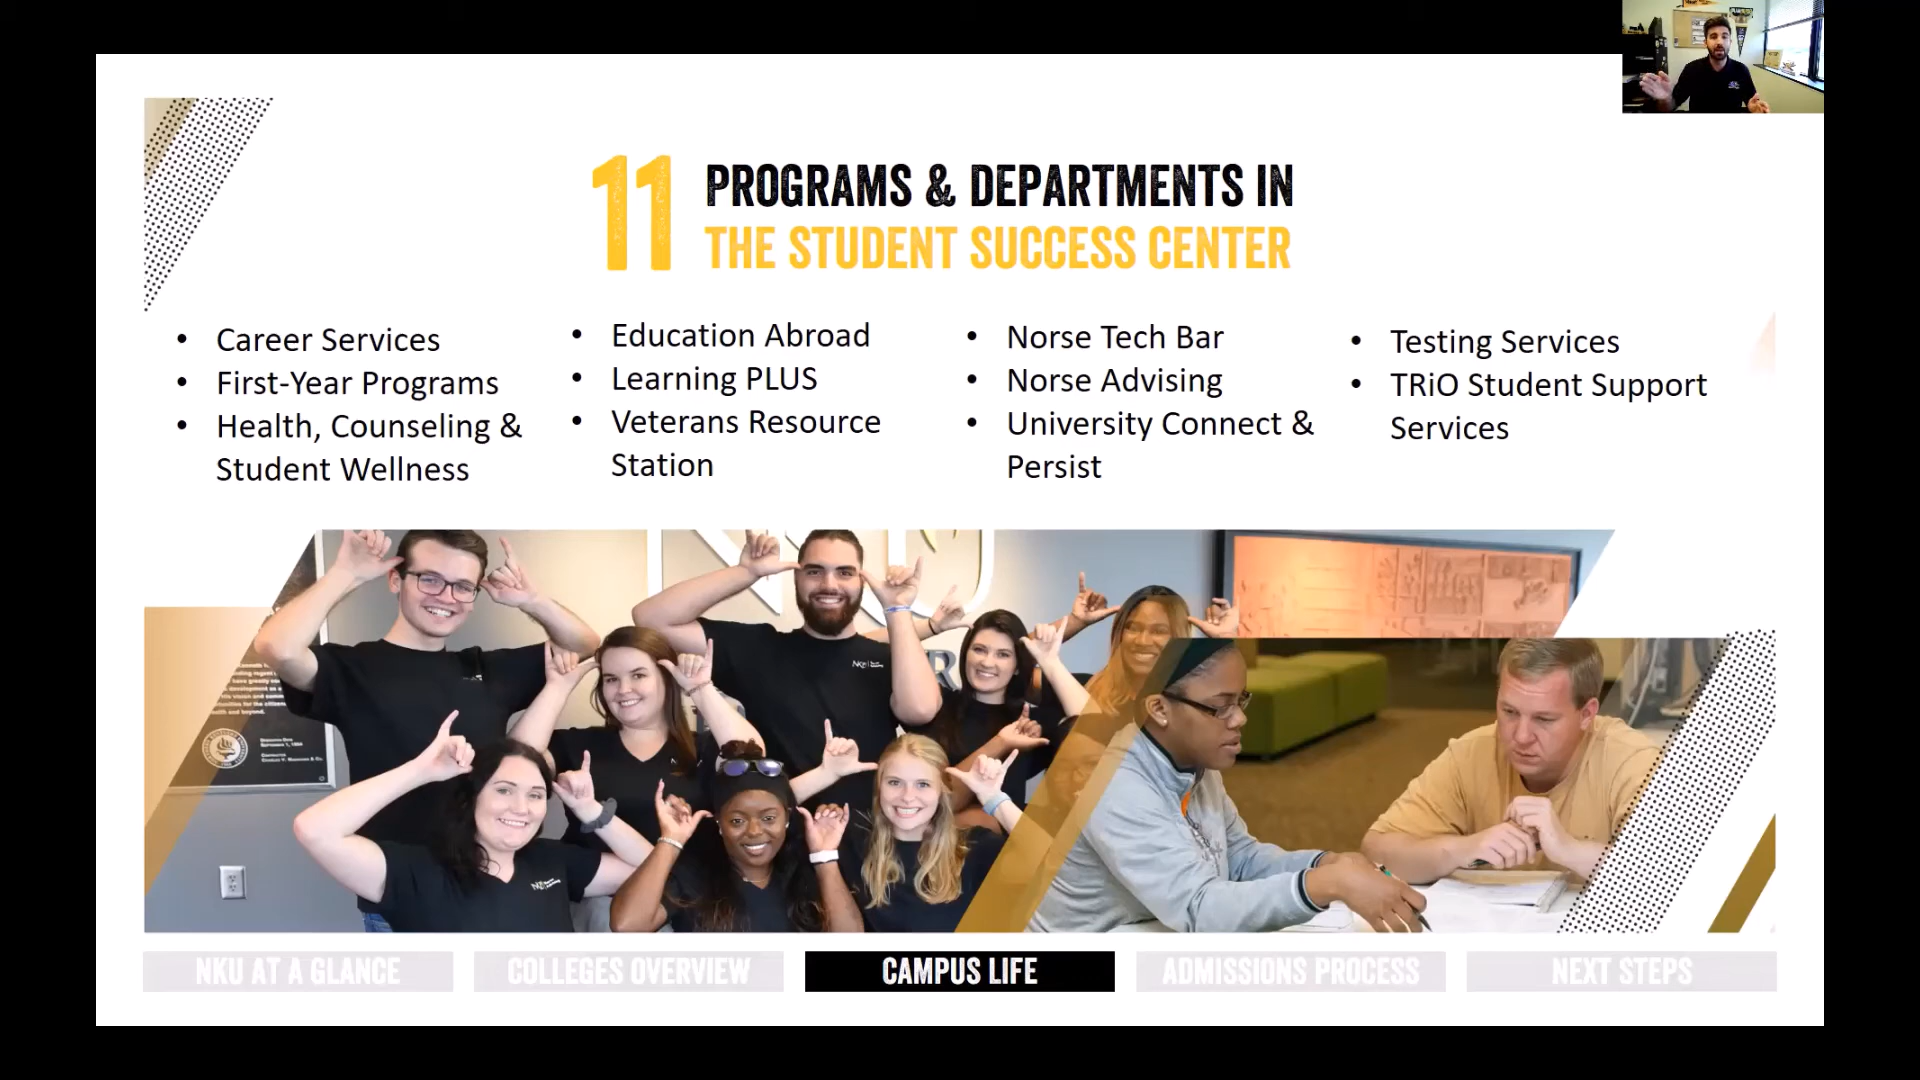 11 PROGRAMS & DEPARTMENTS IN
THE STUDENT SUCCESS CENTER
• Career Services
• First-Year Programs
• Health, Counseling &
Student Wellness
• Education Abroad
• Learning PLUS
• Veterans Resource
Station
• Norse Tech Bar
• Norse Advising
• University Connect &
Persist
• Testing Services
• TRiO Student Support
Services
NKU
NKU AT A GLANCE
COLLEGES OVERVIEW
CAMPUS LIFE
ADMISSIONS PROCESS
NEXT STEPS